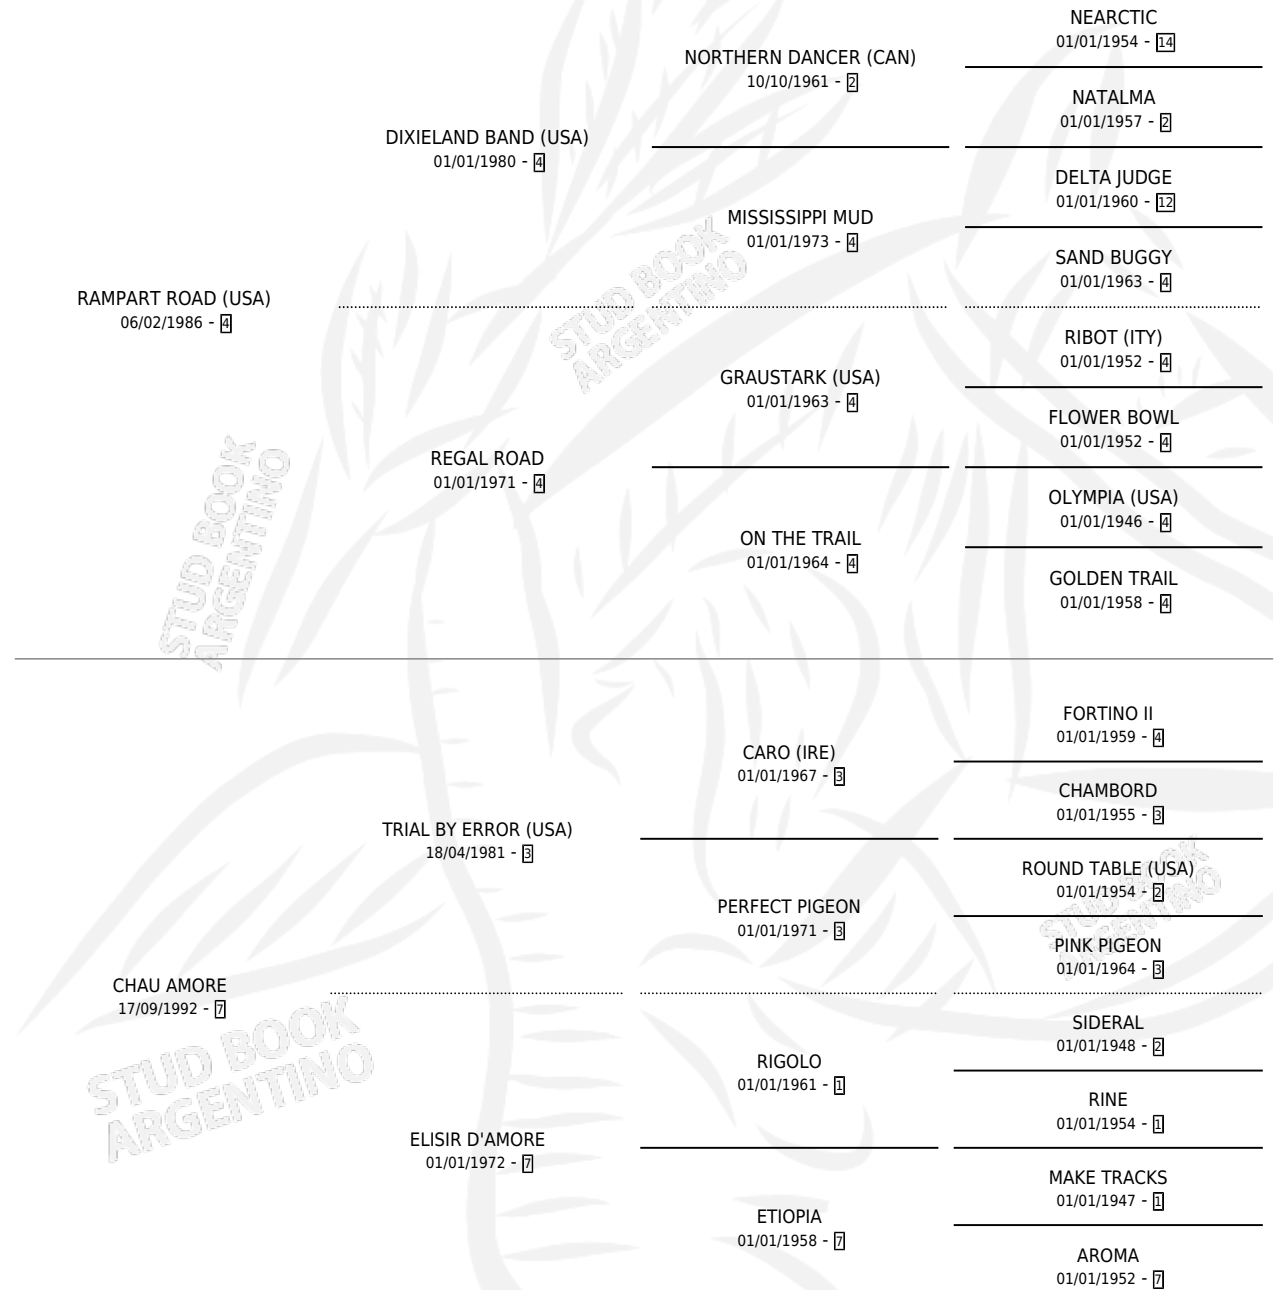 NEARCTIC
01/01/1954 - 14
NORTHERN DANCER (CAN)
10/10/1961 - 2
NATALMA
01/01/1957 - 2
DIXIELAND BAND (USA)
01/01/1980 - 4
DELTA JUDGE
01/01/1960 - 12
MISSISSIPPI MUD
01/01/1973 - 4
SAND BUGGY
01/01/1963 - 4
RAMPART ROAD (USA)
06/02/1986 - 4
RIBOT (ITY)
01/01/1952 - 4
GRAUSTARK (USA)
01/01/1963 - 4
FLOWER BOWL
01/01/1952 - 4
REGAL ROAD
01/01/1971 - 4
OLYMPIA (USA)
01/01/1946 - 4
ON THE TRAIL
01/01/1964 - 4
GOLDEN TRAIL
01/01/1958 - 4
STUD BOOK
ARGENTINO
STUD BOOK
ARGENTINO
FORTINO II
01/01/1959 - 4
CARO (IRE)
01/01/1967 - 3
CHAMBORD
01/01/1955 - 3
TRIAL BY ERROR (USA)
18/04/1981 - 3
ROUND TABLE (USA)
01/01/1954 - 2
PERFECT PIGEON
01/01/1971 - 3
PINK PIGEON
01/01/1964 - 3
STUD BOOK
ARGENTINO
CHAU AMORE
17/09/1992 - 7
SIDERAL
01/01/1948 - 2
RIGOLO
01/01/1961 - 1
RINE
01/01/1954 - 1
ELISIR D'AMORE
01/01/1972 - 7
MAKE TRACKS
01/01/1947 - 1
ETIOPIA
01/01/1958 - 7
AROMA
01/01/1952 - 7
STUD BOOK
ARGENTINO